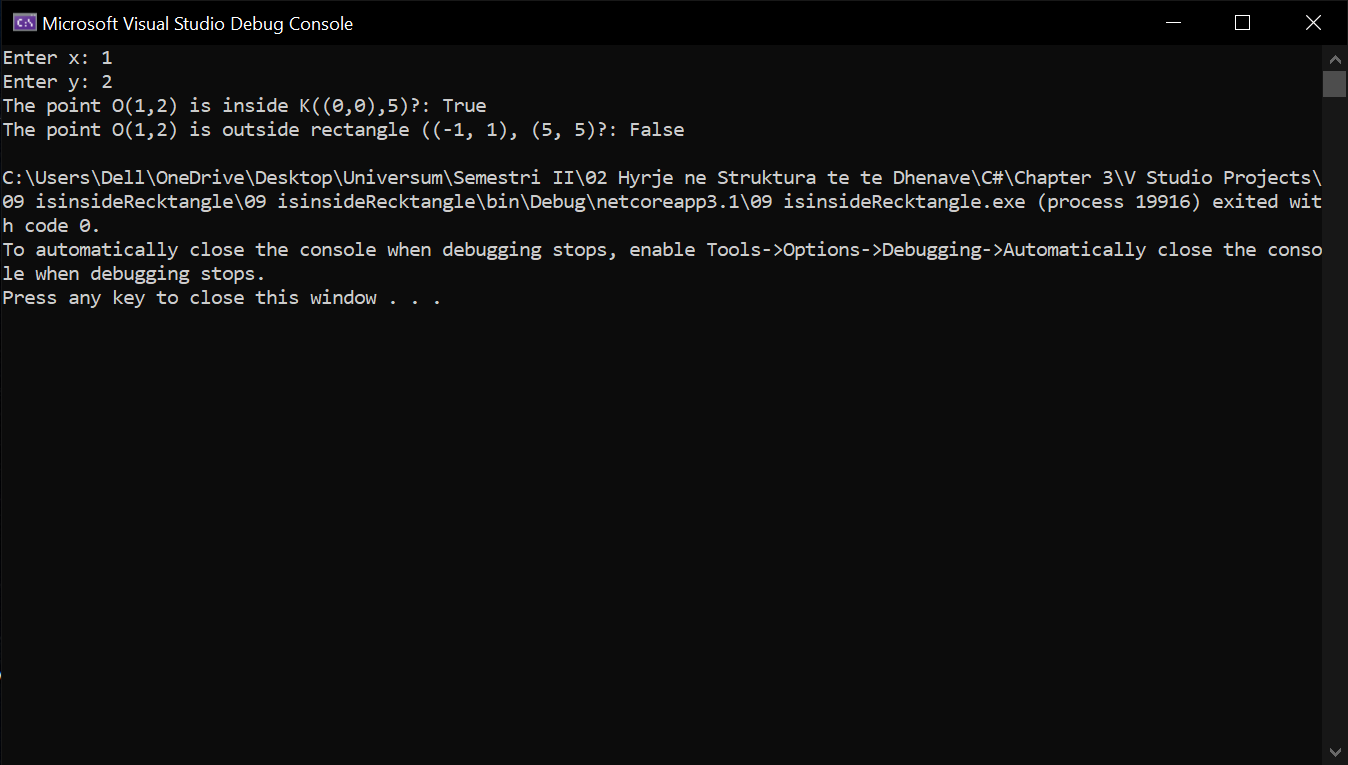 Microsoft Visual Studio Debug Console
Enter x: 1
Enter y: 2
The point O(1,2) is inside K((0,0),5)?: True
The point O(1,2) is outside rectangle ((-1, 1), (5, 5)?: False
C:\Users\Dell\OneDrive\Desktop\Universum\Semestri II\02 Hyrje ne Struktura te te Dhenave\C#\Chapter 3\V Studio Projects\
09 isinsideRecktangle\09 isinsideRecktangle\bin\Debug\netcoreapp3.1\09 isinsideRecktangle.exe (process 19916) exited wit
h code 0.
To automatically close the console when debugging stops, enable Tools->Options->Debugging->Automatically close the conso
le when debugging stops.
Press any key to close this window . . .